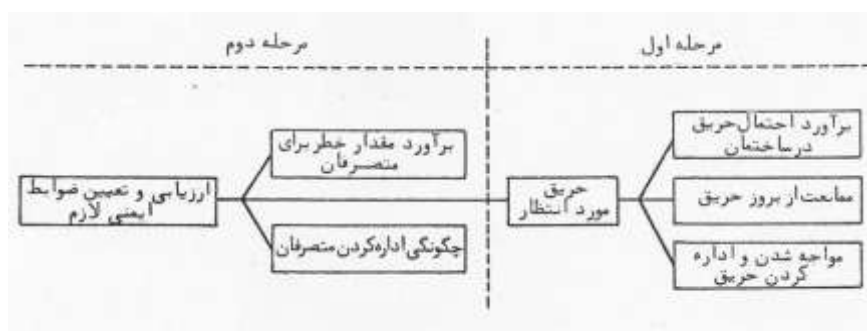 مرحله اول
مرحله دوم
برآورد احتمال حریق
درساختمان
ممانعت از بروز حریق
مواجه شدن و اداره
کردن حریق
حریق
مورد انتظار
برآورد مقدار خطر برای
متصرفان
چگونگی اداره کردن متصرفان
ارزیابی و تعیین ضوابط
ایمنی لازم